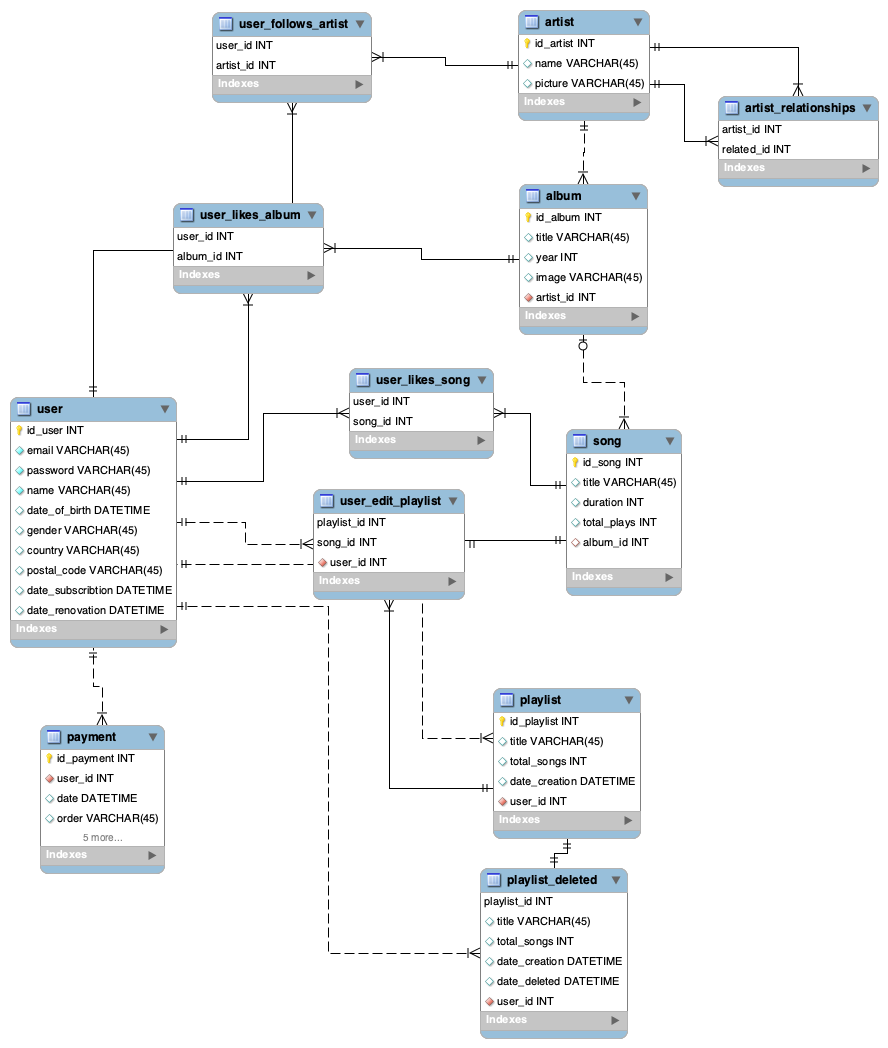 user_follows_artist
user_id INT
artist_id INT
Indexes
artist
id_artist INT
name VARCHAR(45)
picture VARCHAR(45)
Indexes
artist_relationships
artist_id INT
related_id INT
Indexes
user_likes_album
user_id INT
album_id INT
Indexes
album
id_album INT
title VARCHAR(45)
year INT
image VARCHAR(45)
artist_id INT
Indexes
user
id_user INT
email VARCHAR(45)
password VARCHAR(45)
name VARCHAR(45)
date_of_birth DATETIME
gender VARCHAR(45)
country VARCHAR(45)
postal_code VARCHAR(45)
date_subscribtion DATETIME
date_renovation DATETIME
Indexes
user_likes_song
user_id INT
song_id INT
Indexes
song
id_song INT
title VARCHAR(45)
duration INT
total_plays INT
album_id INT
Indexes
user_edit_playlist
playlist_id INT
song_id INT
user_id INT
Indexes
payment
id_payment INT
user_id INT
date DATETIME
order VARCHAR(45)
5 more...
Indexes
playlist
id_playlist INT
title VARCHAR(45)
total_songs INT
date_creation DATETIME
user_id INT
Indexes
playlist_deleted
playlist_id INT
title VARCHAR(45)
total_songs INT
date_creation DATETIME
date_deleted DATETIME
user_id INT
Indexes